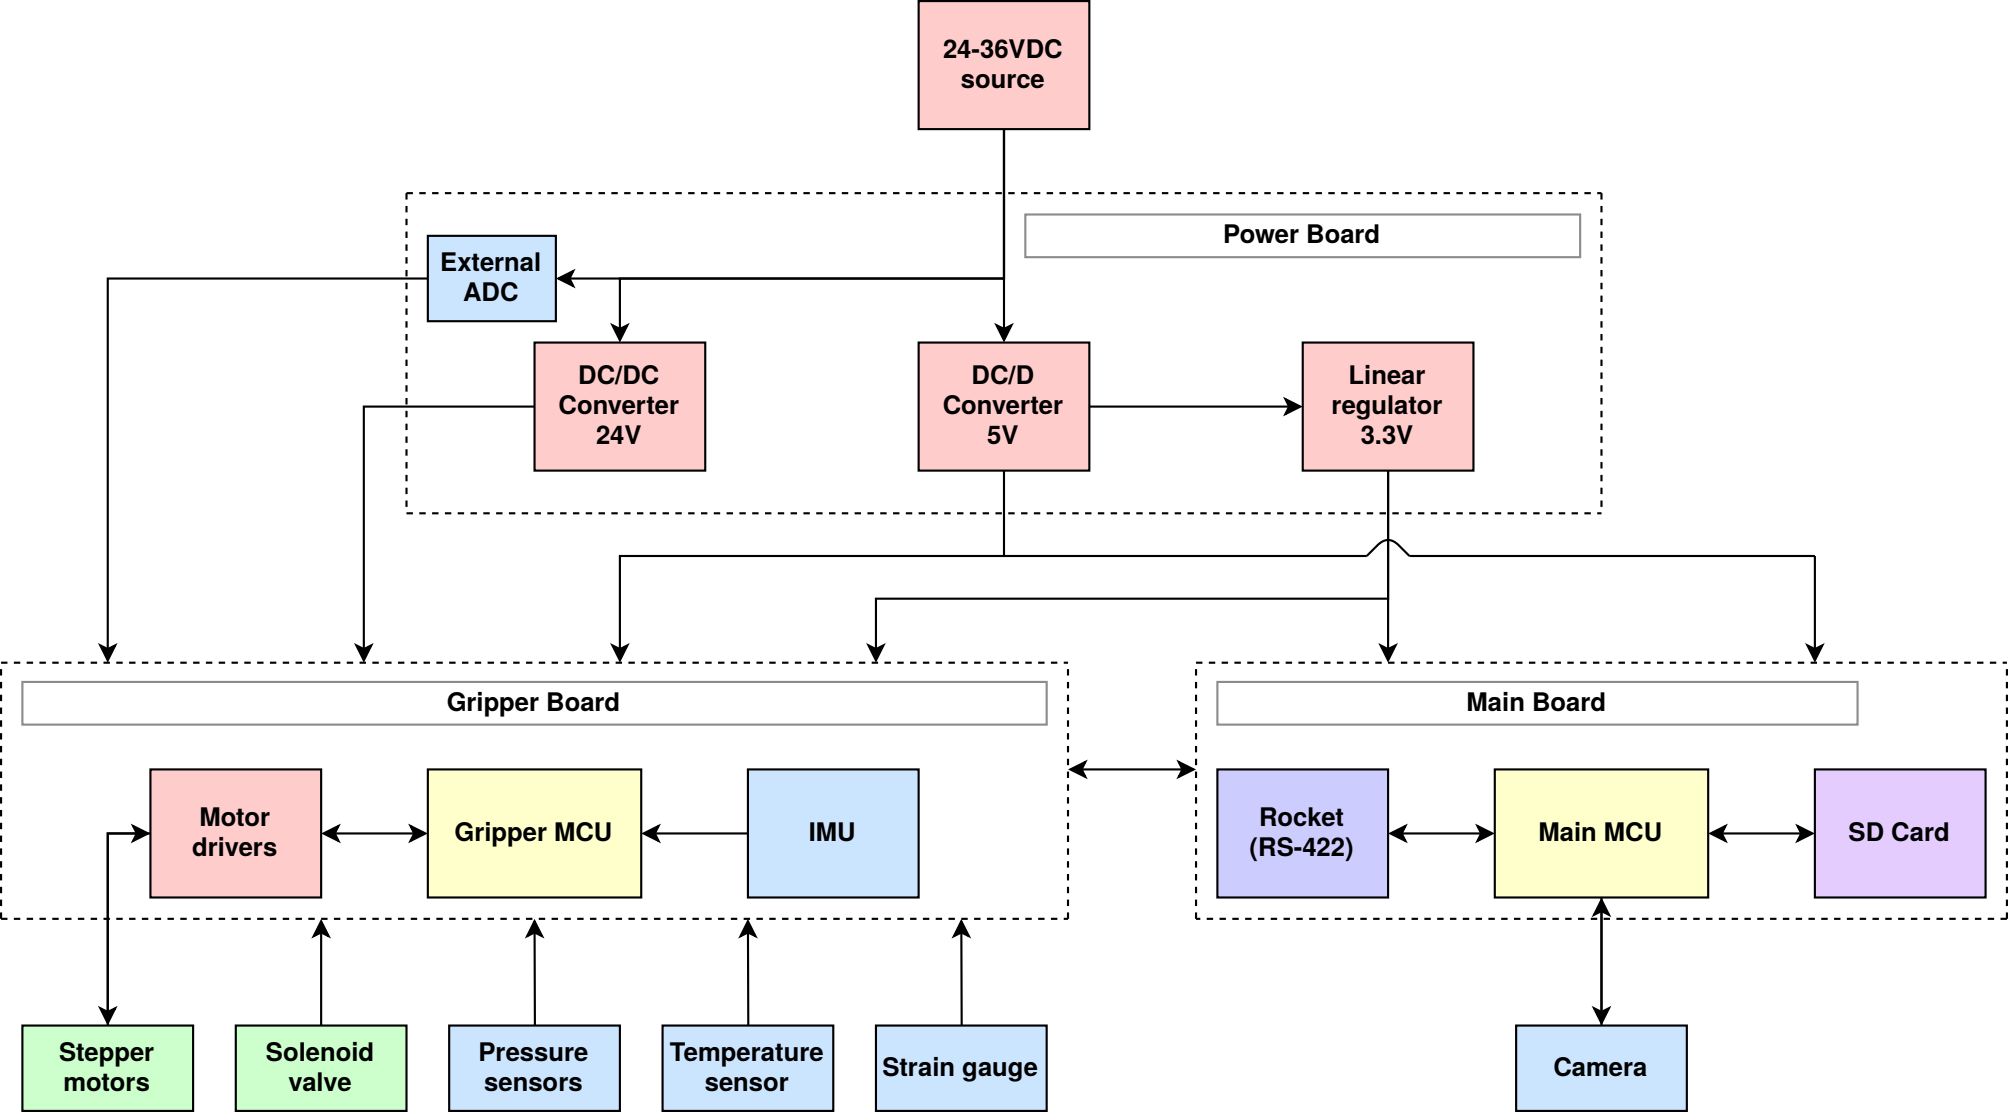 24-36VDC
source
Power Board
External
ADC
DC/DC
Converter
24V
DC/D
Converter
5V
Linear
regulator
3.3V
Gripper Board
Main Board
Motor
drivers
Gripper MCU
IMU
Rocket
(RS-422)
Main MCU
SD Card
Stepper
motors
Solenoid
valve
Pressure
sensors
Temperature
sensor
Strain gauge
Camera